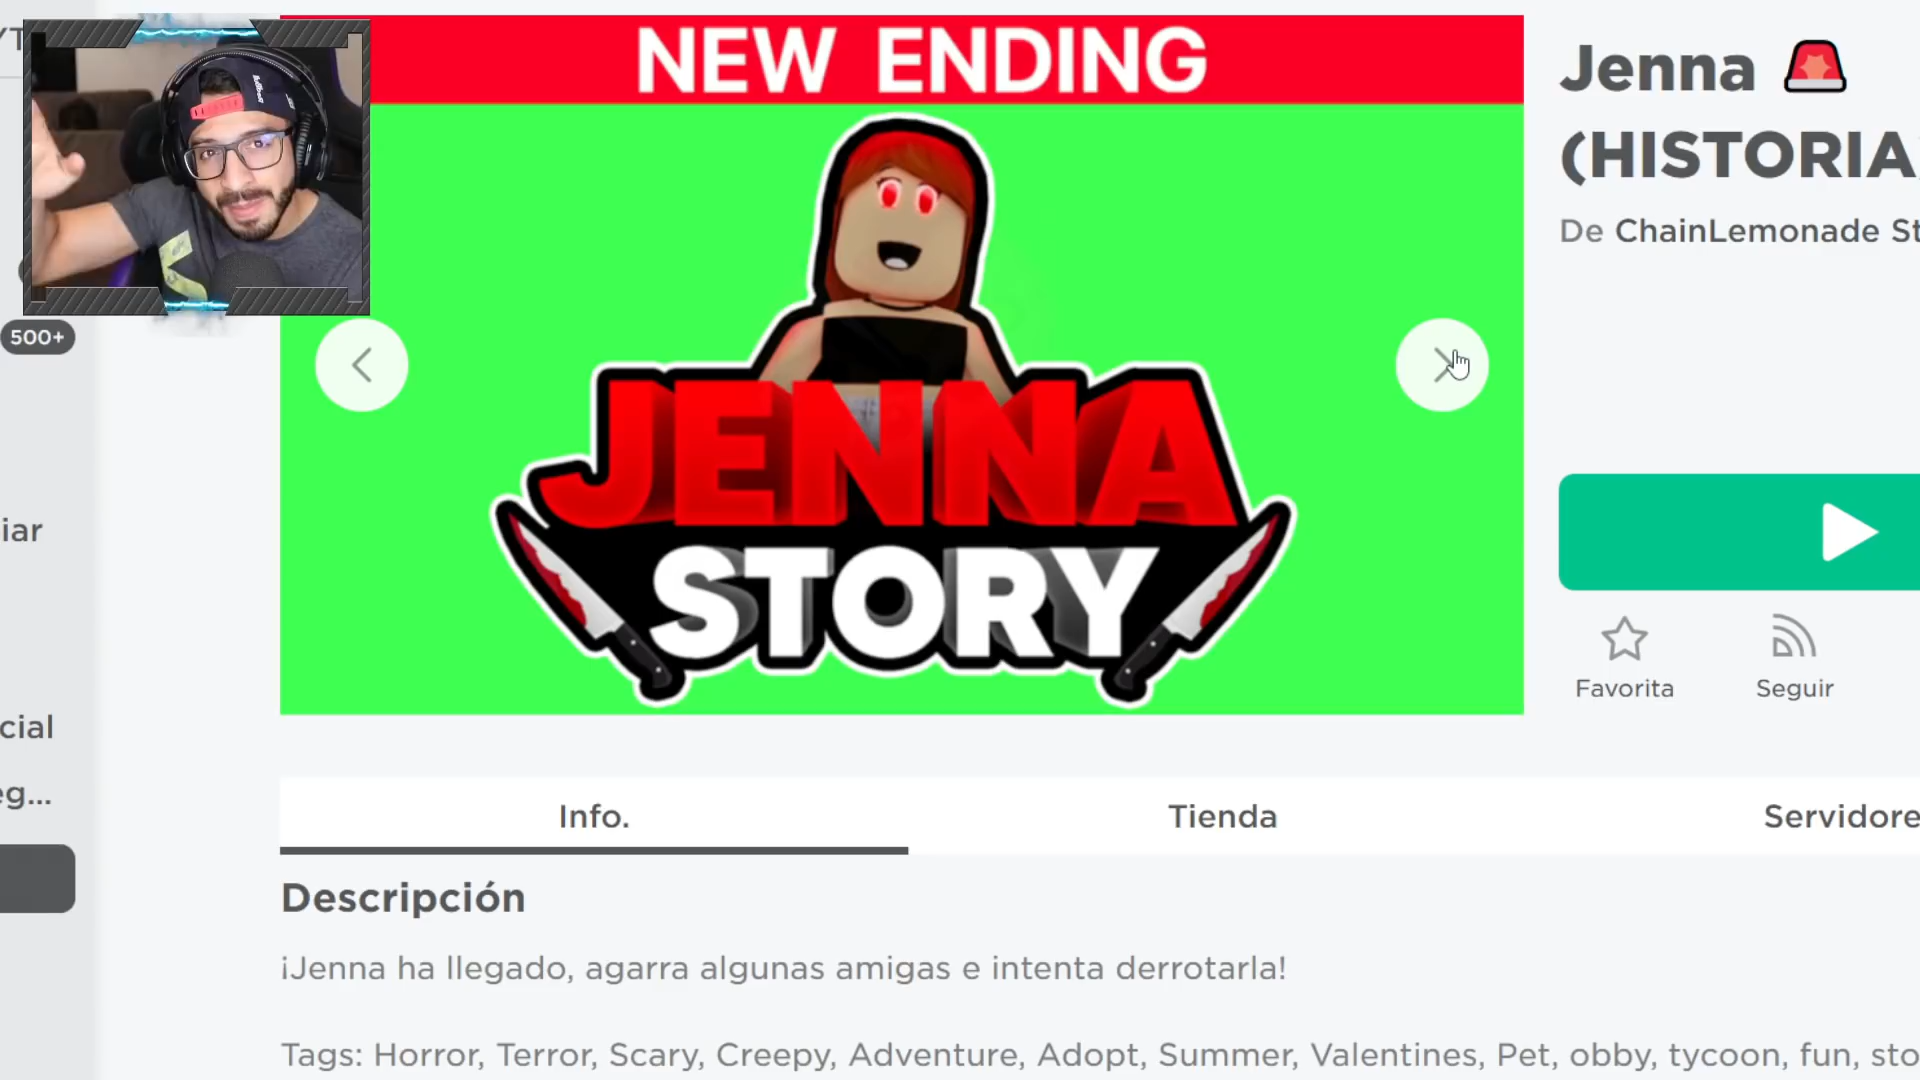 NEW ENDING
Jenna
(HISTORIA
De ChainLemonade St
500+
JENNA
STORY
iar
Favorita
Seguir
cial
eg...
Info.
Tienda
Servidore
Descripción
¡Jenna ha llegado, agarra algunas amigas e intenta derrotarla!
Tags: Horror, Terror, Scary, Creepy, Adventure, Adopt, Summer, Valentines, Pet, obby, tycoon, fun, sto